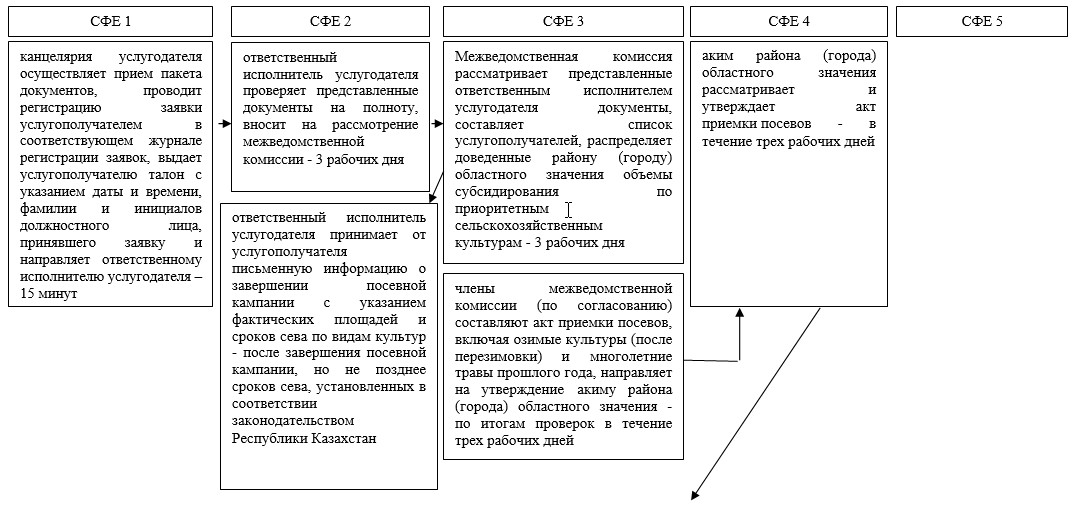 СФЕ 1
СФЕ 2
СФЕ 3
СФЕ 4
СФЕ 5
канцелярия услугодателя
осуществляет прием пакета
документов, проводит
регистрацию заявки
услугополучателем в
соответствующем журнале
регистрации заявок, выдает
услугополучателю талон с
указанием даты и времени,
фамилии и инициалов
должностного лица,
принявшего заявку и
направляет ответственному
исполнителю услугодателя –
15 минут
ответственный
исполнитель услугодателя
проверяет представленные
документы на полноту,
вносит на рассмотрение
межведомственной
комиссии - 3 рабочих дня
ответственный исполнитель
услугодателя принимает от
услугополучателя
письменную информацию о
завершении посевной
кампании с указанием
фактических площадей и
сроков сева по видам культур
- после завершения посевной
кампании, но не позднее
сроков сева, установленных в
соответствии
законодательством
Республики Казахстан
Межведомственная комиссия
рассматривает представленные
ответственным исполнителем
услугодателя документы,
составляет список
услугополучателей, распределяет
доведенные району (городу)
областного значения объемы
субсидирования по
приоритетным
сельскохозяйственным
культурам - 3 рабочих дня
члены межведомственной
комиссии (по согласованию)
составляют акт приемки посевов,
включая озимые культуры (после
перезимовки) и многолетние
травы прошлого года, направляет
на утверждение акиму района
(города) областного значения -
по итогам проверок в течение
трех рабочих дней
аким района (города)
областного значения
рассматривает и
утверждает акт
приемки посевов - в
течение трех рабочих дней